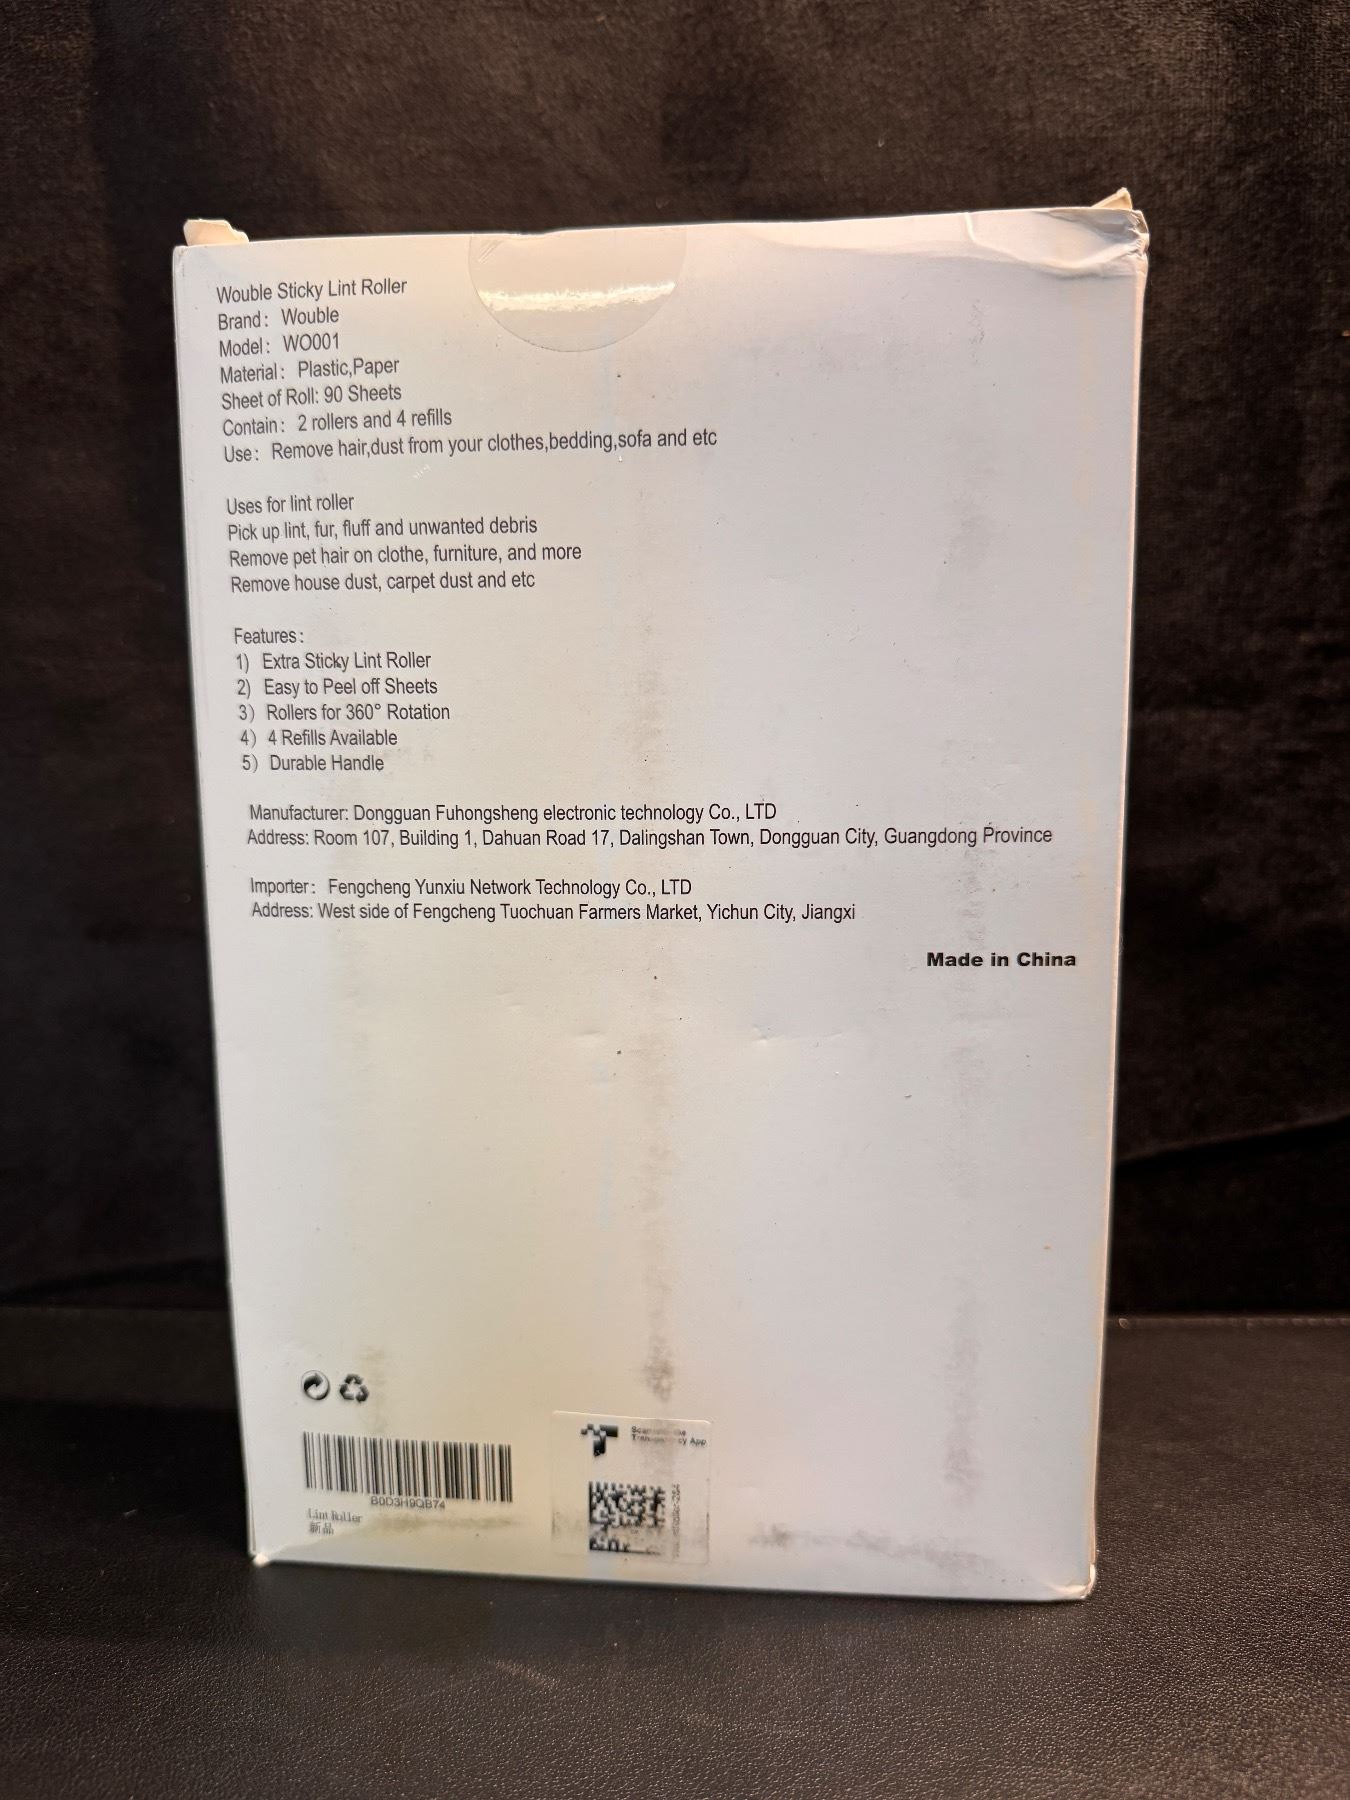 Wouble Sticky Lint Roller
Brand: Wouble
Model: WO001
Material: Plastic,Paper
Sheet of Roll: 90 Sheets
Contain: 2 rollers and 4 refills
Use: Remove hair,dust from your clothes,bedding,sofa and etc
Uses for lint roller
Pick up lint, fur, fluff and unwanted debris
Remove pet hair on clothe, furniture, and more
Remove house dust, carpet dust and etc
Features:
1) Extra Sticky Lint Roller
2) Easy to Peel off Sheets
3) Rollers for 360° Rotation
4) 4 Refills Available
5) Durable Handle
Manufacturer: Dongguan Fuhongsheng electronic technology Co., LTD
Address: Room 107, Building 1, Dahuan Road 17, Dalingshan Town, Dongguan City, Guangdong Province
Importer: Fengcheng Yunxiu Network Technology Co., LTD
Address: West side of Fengcheng Tuochuan Farmers Market, Yichun City, Jiangxi
Made in China
B0D3H9QB74
Lint Roller
新品
App